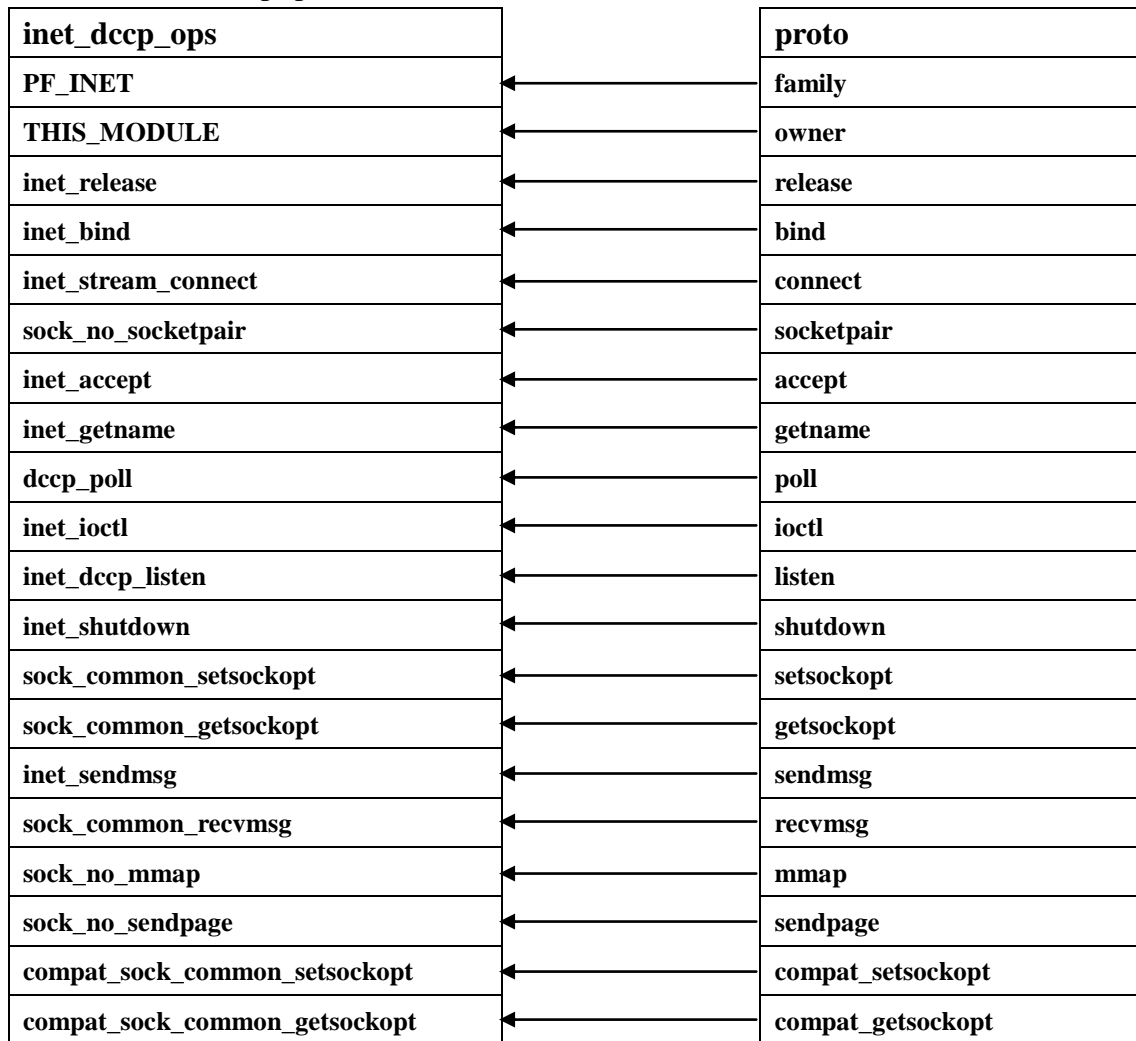 inet_dccp_ops proto
PF_INET family
THIS_MODULE owner
inet_release release
inet_bind bind
inet_stream_connect connect
sock_no_socketpair socketpair
inet_accept accept
inet_getname getname
dccp_poll poll
inet_ioctl ioctl
inet_dccp_listen listen
inet_shutdown shutdown
sock_common_setsockopt setsockopt
sock_common_getsockopt getsockopt
inet_sendmsg sendmsg
sock_common_recvmsg recvmsg
sock_no_mmap mmap
sock_no_sendpage sendpage
compat_sock_common_setsockopt compat_setsockopt
compat_sock_common_getsockopt compat_getsockopt